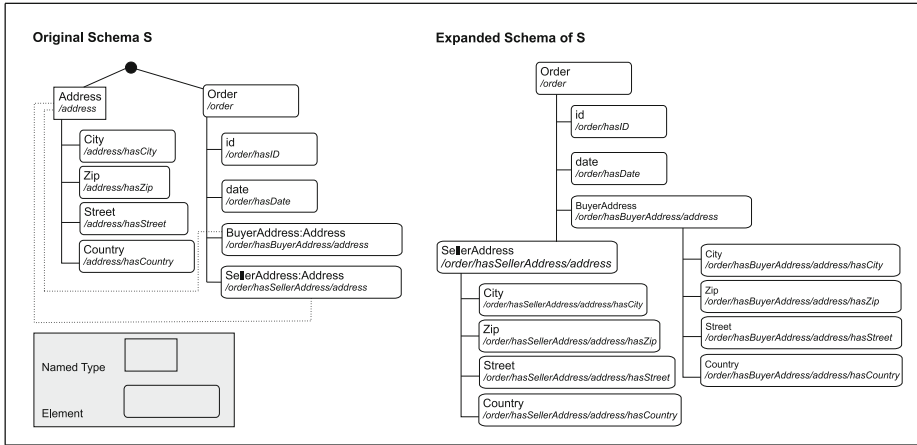 Original Schema S
Address
/address
City
/address/hasCity
Zip
/address/hasZip
Street
/address/hasStreet
Country
/address/hasCountry
Order
/order
id
/order/hasID
date
/order/hasDate
BuyerAddress:Address
/order/hasBuyerAddress/address
SellerAddress:Address
/order/hasSellerAddress/address
Named Type
Element
Expanded Schema of S
Order
/order
id
/order/hasID
date
/order/hasDate
BuyerAddress
/order/hasBuyerAddress/address
SellerAddress
/order/hasSellerAddress/address
City
/order/hasSellerAddress/address/hasCity
Zip
/order/hasSellerAddress/address/hasZip
Street
/order/hasSellerAddress/address/hasStreet
Country
/order/hasSellerAddress/address/hasCountry
City
/order/hasBuyerAddress/address/hasCity
Zip
/order/hasBuyerAddress/address/hasZip
Street
/order/hasBuyerAddress/address/hasStreet
Country
/order/hasBuyerAddress/address/hasCountry